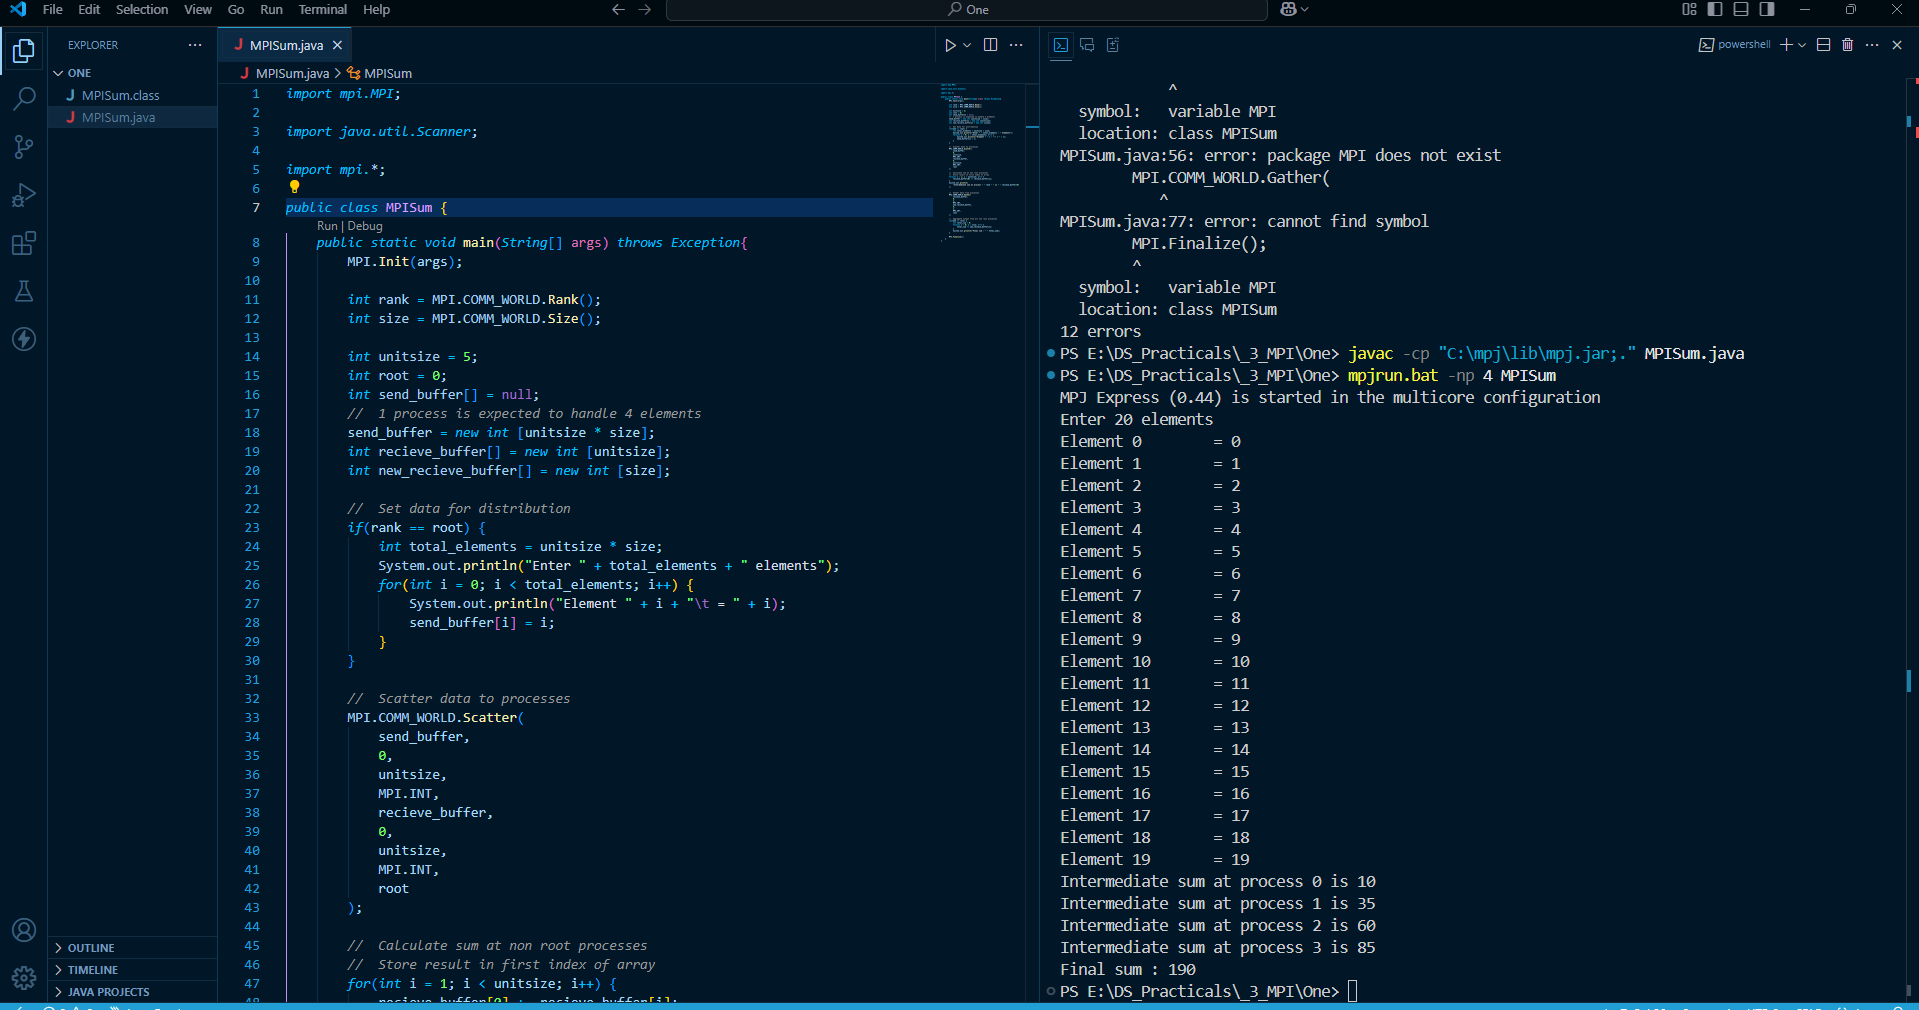 File Edit Selection View Go Run Terminal Help
One
EXPLORER
ONE
MPISum.class
MPISum.java
OUTLINE
TIMELINE
JAVA PROJECTS
MPISum.java
MPISum.java > MPISum
1 import mpi.MPI;
2
3 import java.util.Scanner;
4
5 import mpi.*;
6
7 public class MPISum {
Run | Debug
8 public static void main(String[] args) throws Exception{
9 MPI.Init(args);
10
11 int rank = MPI.COMM_WORLD.Rank();
12 int size = MPI.COMM_WORLD.Size();
13
14 int unitsize = 5;
15 int root = 0;
16 int send_buffer[] = null;
17 // 1 process is expected to handle 4 elements
18 send_buffer = new int [unitsize * size];
19 int recieve_buffer[] = new int [unitsize];
20 int new_recieve_buffer[] = new int [size];
21
22 // Set data for distribution
23 if(rank == root) {
24 int total_elements = unitsize * size;
25 System.out.println("Enter " + total_elements + " elements");
26 for(int i = 0; i < total_elements; i++) {
27 System.out.println("Element " + i + "\t = " + i);
28 send_buffer[i] = i;
29 }
30 }
31
32 // Scatter data to processes
33 MPI.COMM_WORLD.Scatter(
34 send_buffer,
35 0,
36 unitsize,
37 MPI.INT,
38 recieve_buffer,
39 0,
40 unitsize,
41 MPI.INT,
42 root
43 );
44
45 // Calculate sum at non root processes
46 // Store result in first index of array
47 for(int i = 1; i < unitsize; i++) {
powershell
^
symbol: variable MPI
location: class MPISum
MPISum.java:56: error: package MPI does not exist
MPI.COMM_WORLD.Gather(
^
MPISum.java:77: error: cannot find symbol
MPI.Finalize();
^
symbol: variable MPI
location: class MPISum
12 errors
PS E:\DS_Practicals\_3_MPI\One> javac -cp "C:\mpj\lib\mpj.jar;." MPISum.java
PS E:\DS_Practicals\_3_MPI\One> mpjrun.bat -np 4 MPISum
MPJ Express (0.44) is started in the multicore configuration
Enter 20 elements
Element 0 = 0
Element 1 = 1
Element 2 = 2
Element 3 = 3
Element 4 = 4
Element 5 = 5
Element 6 = 6
Element 7 = 7
Element 8 = 8
Element 9 = 9
Element 10 = 10
Element 11 = 11
Element 12 = 12
Element 13 = 13
Element 14 = 14
Element 15 = 15
Element 16 = 16
Element 17 = 17
Element 18 = 18
Element 19 = 19
Intermediate sum at process 0 is 10
Intermediate sum at process 1 is 35
Intermediate sum at process 2 is 60
Intermediate sum at process 3 is 85
Final sum : 190
PS E:\DS_Practicals\_3_MPI\One>